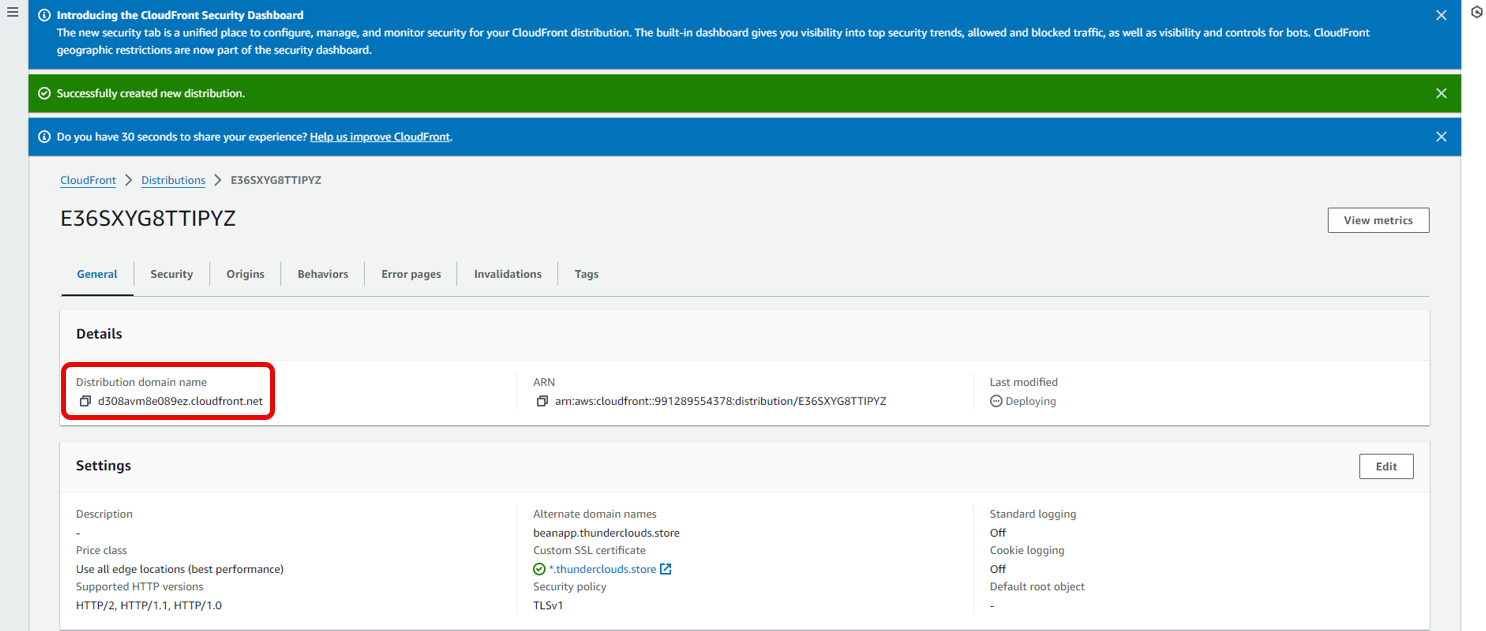 Introducing the CloudFront Security Dashboard
The new security tab is a unified place to configure, manage, and monitor security for your CloudFront distribution. The built-in dashboard gives you visibility into top security trends, allowed and blocked traffic, as well as visibility and controls for bots. CloudFront
geographic restrictions are now part of the security dashboard.
Successfully created new distribution.
Do you have 30 seconds to share your experience? Help us improve CloudFront.
CloudFront > Distributions > E36SXYG8TTIPYZ
E36SXYG8TTIPYZ
View metrics
General
Security
Origins
Behaviors
Error pages
Invalidations
Tags
Details
Distribution domain name
d308avm8e089ez.cloudfront.net
ARN
arn:aws:cloudfront::991289554378:distribution/E36SXYG8TTIPYZ
Last modified
Deploying
Settings
Edit
Description
-
Price class
Use all edge locations (best performance)
Supported HTTP versions
HTTP/2, HTTP/1.1, HTTP/1.0
Alternate domain names
beanapp.thunderclouds.store
Custom SSL certificate
*.thunderclouds.store
Security policy
TLSv1
Standard logging
Off
Cookie logging
Off
Default root object
-